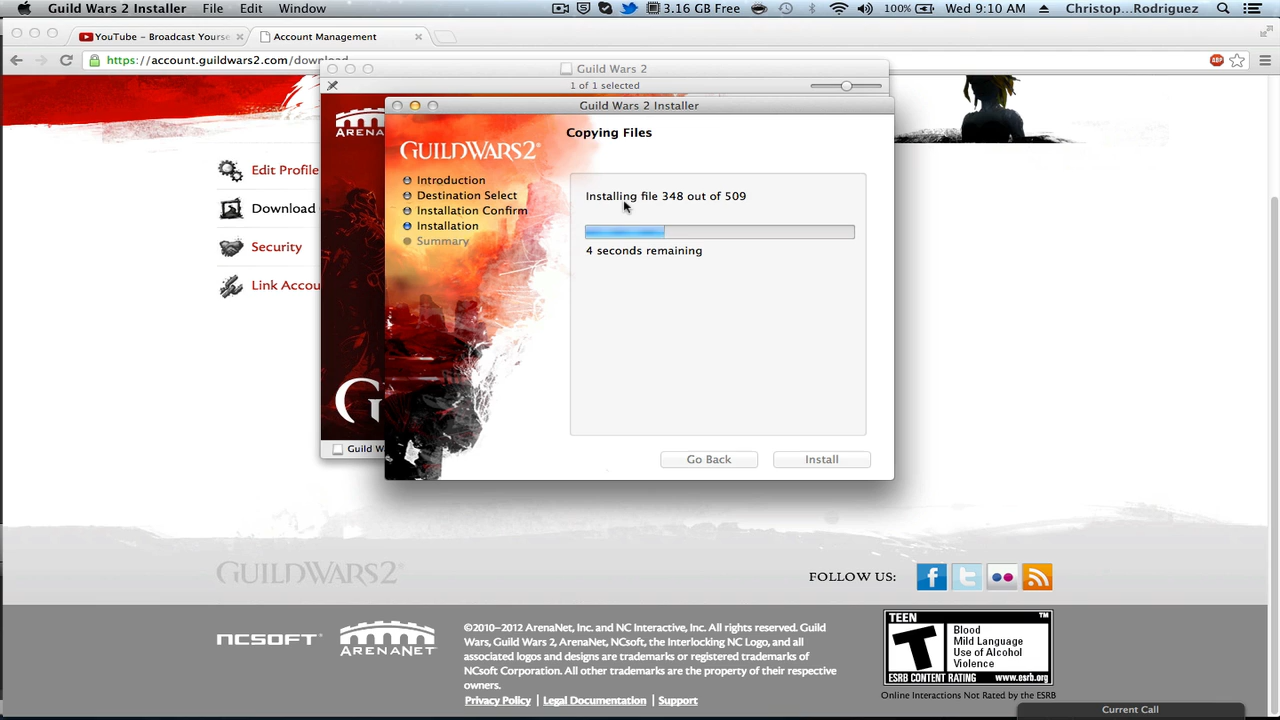 Guild Wars 2 Installer File Edit Window 3.16 GB Free 100% Wed 9:10 AM Christop...Rodriguez
YouTube - Broadcast Yourse Account Management
https://account.guildwars2.com/download
ABP
Guild Wars 2
1 of 1 selected
Guild Wars 2 Installer
ARENA
GUILDWARS2
Copying Files
Introduction
Destination Select
Installation Confirm
Installation
Summary
Installing file 348 out of 509
4 seconds remaining
Edit Profile
Download
Security
Link Accou
G
Guild W
Go Back Install
GUILDWARS2
FOLLOW US:
NCSOFT
ARENANET
©2010–2012 ArenaNet, Inc. and NC Interactive, Inc. All rights reserved. Guild
Wars, Guild Wars 2, ArenaNet, NCsoft, the Interlocking NC Logo, and all
associated logos and designs are trademarks or registered trademarks of
NCsoft Corporation. All other trademarks are the property of their respective
owners.
Privacy Policy | Legal Documentation | Support
TEEN
T
Blood
Mild Language
Use of Alcohol
Violence
ESRB CONTENT RATING www.esrb.org
Online Interactions Not Rated by the ESRB
Current Call